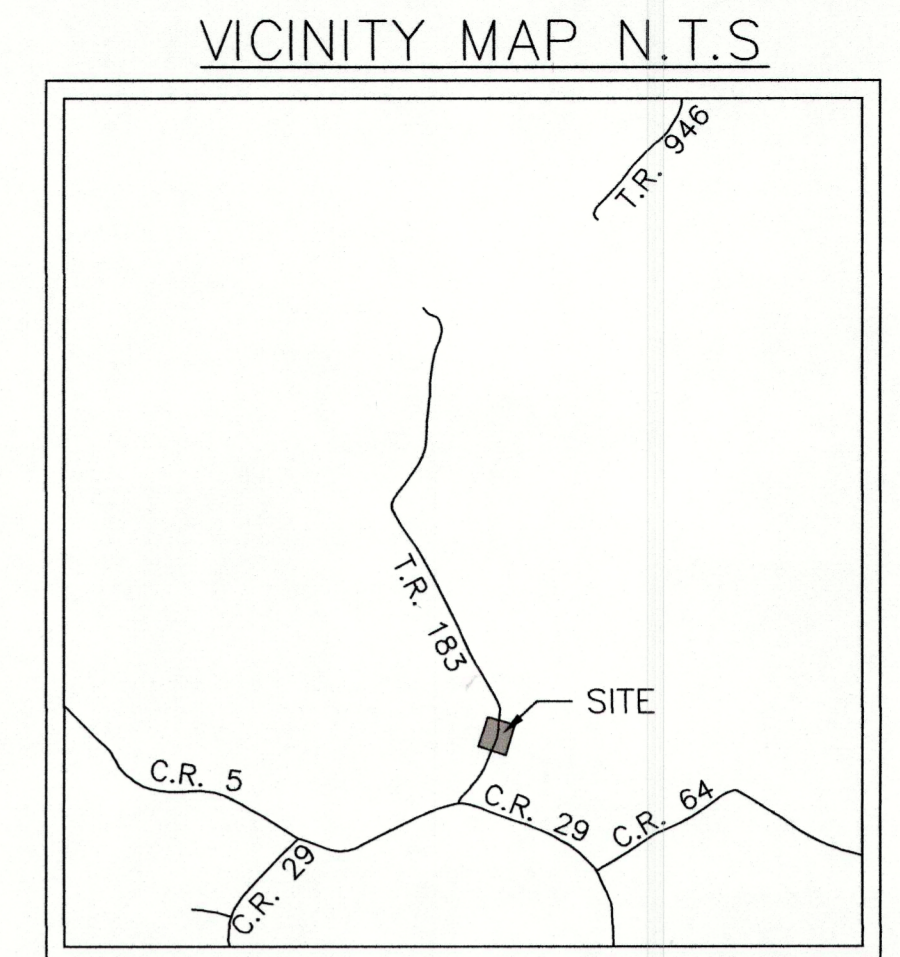 VICINITY MAP N.T.S
T.R. 946
T.R. 183
SITE
C.R. 5
C.R. 29
C.R. 64
C.R. 29